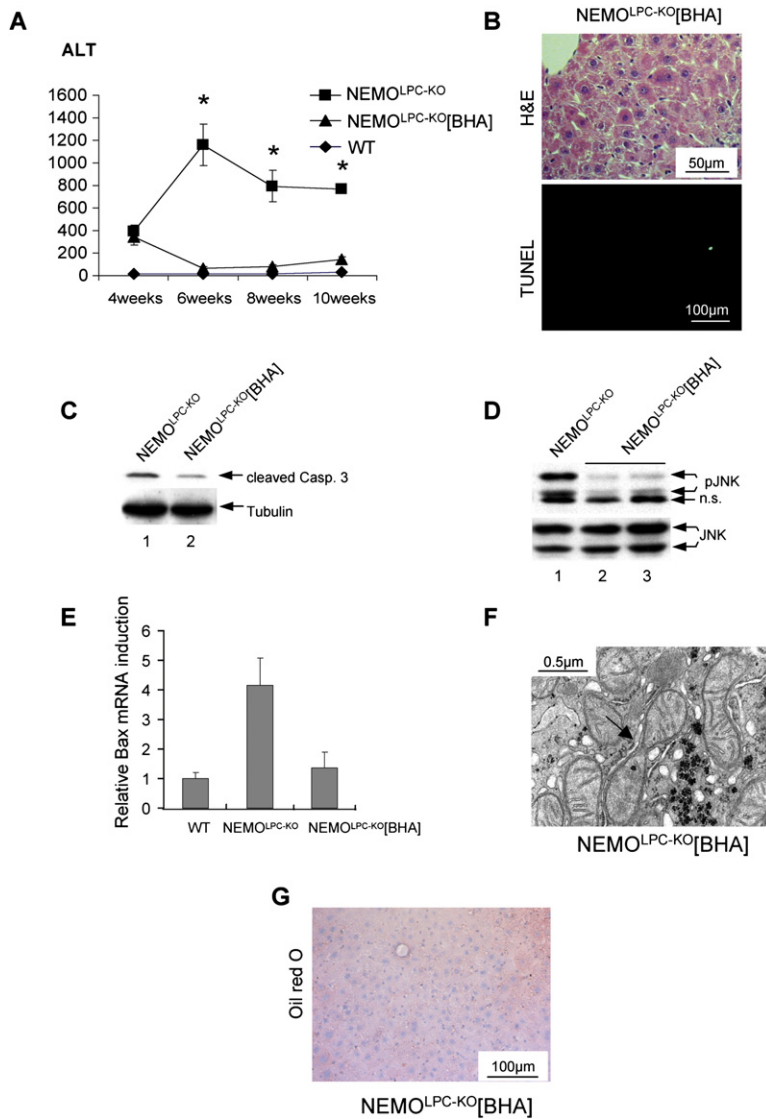 A
ALT
1600
1400
1200
1000
800
600
400
200
0
4weeks 6weeks 8weeks 10weeks
* * *
NEMO^LPC-KO
NEMO^LPC-KO[BHA]
WT
B
NEMO^LPC-KO[BHA]
H&E
50µm
TUNEL
100µm
C
NEMO^LPC-KO
NEMO^LPC-KO[BHA]
cleaved Casp. 3
Tubulin
1 2
D
NEMO^LPC-KO
NEMO^LPC-KO[BHA]
pJNK
n.s.
JNK
1 2 3
E
Relative Bax mRNA induction
6
5
4
3
2
1
0
WT NEMO^LPC-KO NEMO^LPC-KO[BHA]
F
0.5µm
NEMO^LPC-KO[BHA]
G
Oil red O
100µm
NEMO^LPC-KO[BHA]